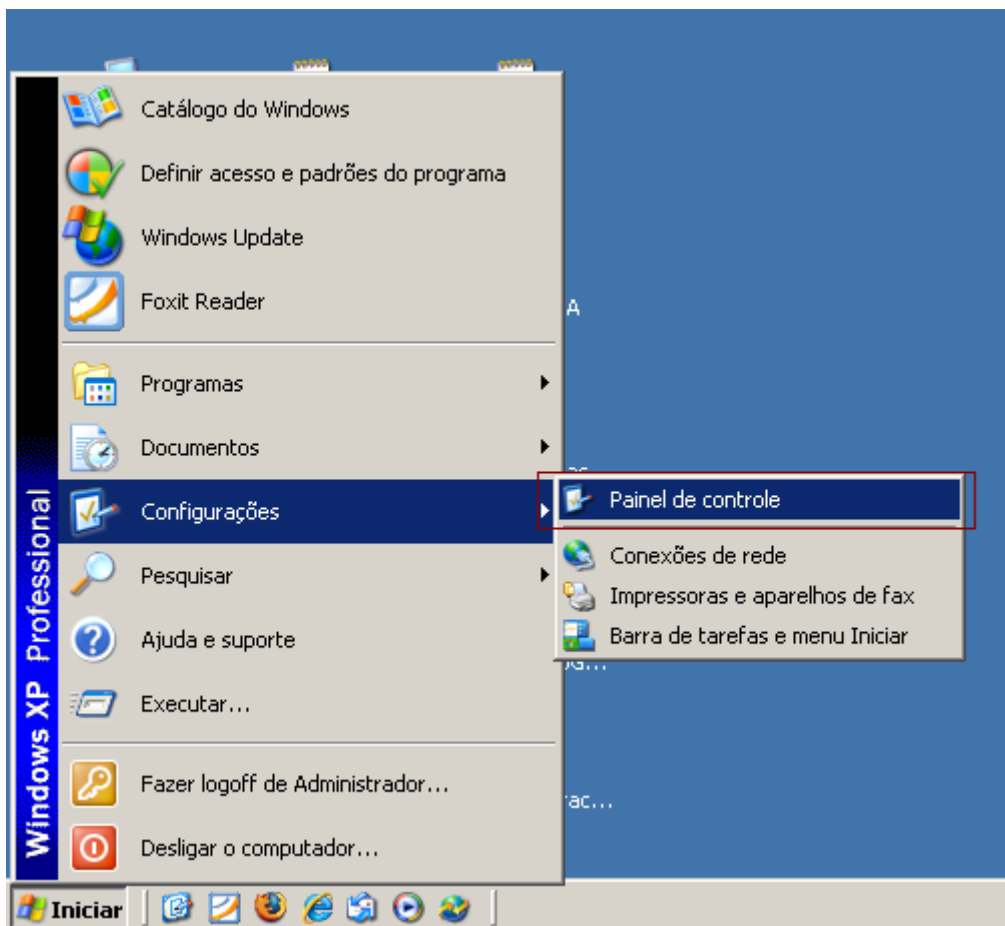 Catálogo do Windows
Definir acesso e padrões do programa
Windows Update
Foxit Reader
A
Programas
Documentos
Configurações
Painel de controle
Conexões de rede
Pesquisar
Impressoras e aparelhos de fax
Ajuda e suporte
Barra de tarefas e menu Iniciar
Executar...
Fazer logoff de Administrador...
ac...
Desligar o computador...
Windows XP Professional
Iniciar